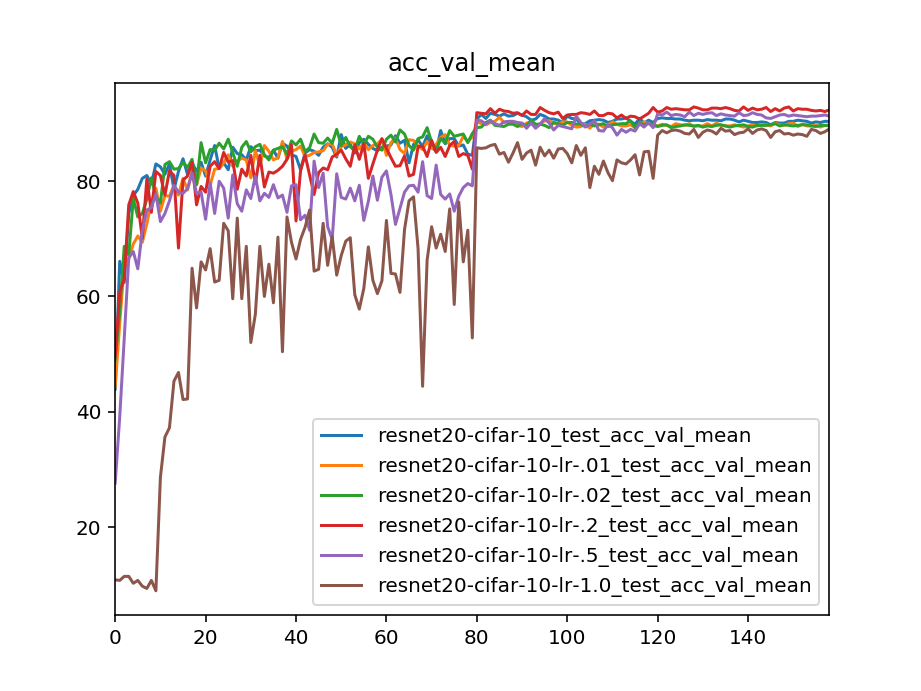 acc_val_mean
80
60
40
20
resnet20-cifar-10_test_acc_val_mean
resnet20-cifar-10-lr-.01_test_acc_val_mean
resnet20-cifar-10-lr-.02_test_acc_val_mean
resnet20-cifar-10-lr-.2_test_acc_val_mean
resnet20-cifar-10-lr-.5_test_acc_val_mean
resnet20-cifar-10-lr-1.0_test_acc_val_mean
0 20 40 60 80 100 120 140